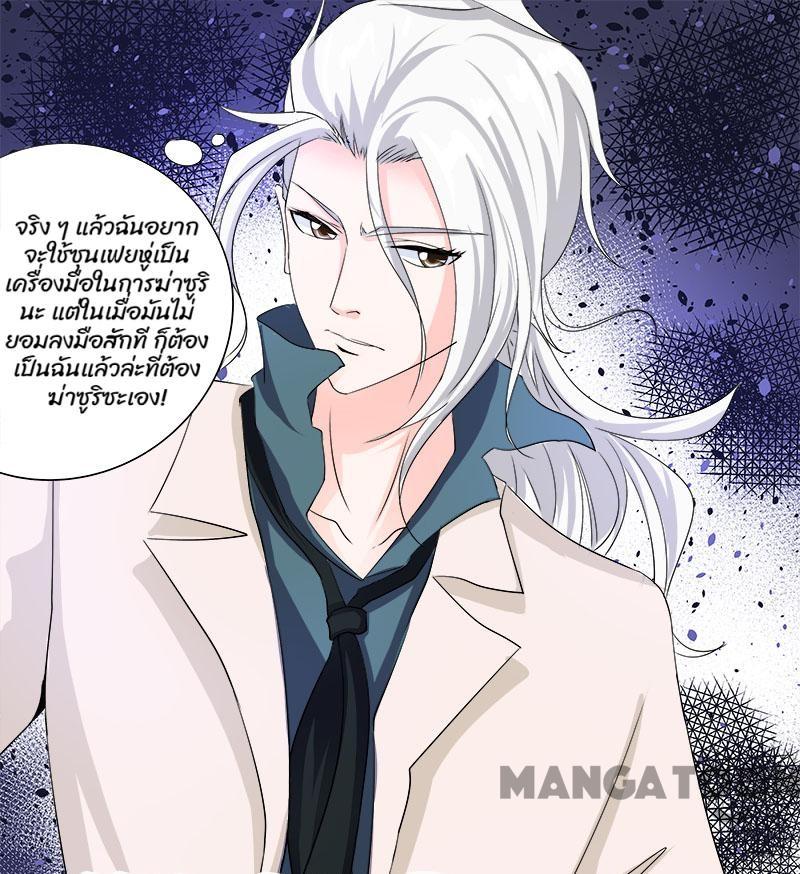 จริง ๆ แล้วฉันอยาก
จะใช้ซุนเฟยหู่เป็น
เครื่องมือในการฆ่าซูริ
นะ แต่ในเมื่อมันไม่
ยอมลงมือสักที ก็ต้อง
เป็นฉันแล้วล่ะที่ต้อง
ฆ่าซูริซะเอง!
MANGATOON